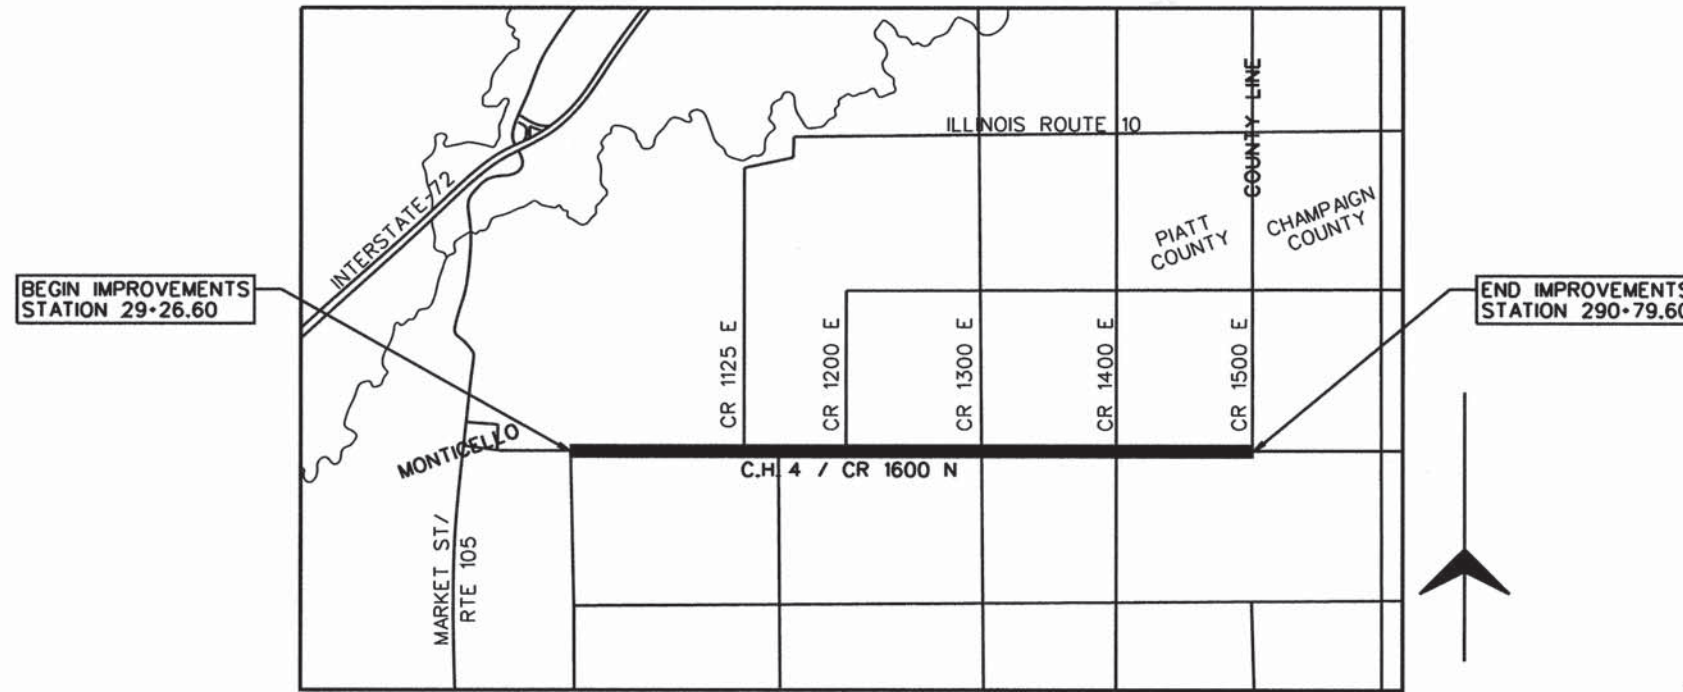 ILLINOIS ROUTE 10
COUNTY LINE
INTERSTATE-72
PIATT
COUNTY
CHAMPAIGN
COUNTY
BEGIN IMPROVEMENTS
STATION 29+26.60
END IMPROVEMENTS
STATION 290+79.60
CR 1125 E
CR 1200 E
CR 1300 E
CR 1400 E
CR 1500 E
MONTICELLO
C.H. 4 / CR 1600 N
MARKET ST/
RTE 105